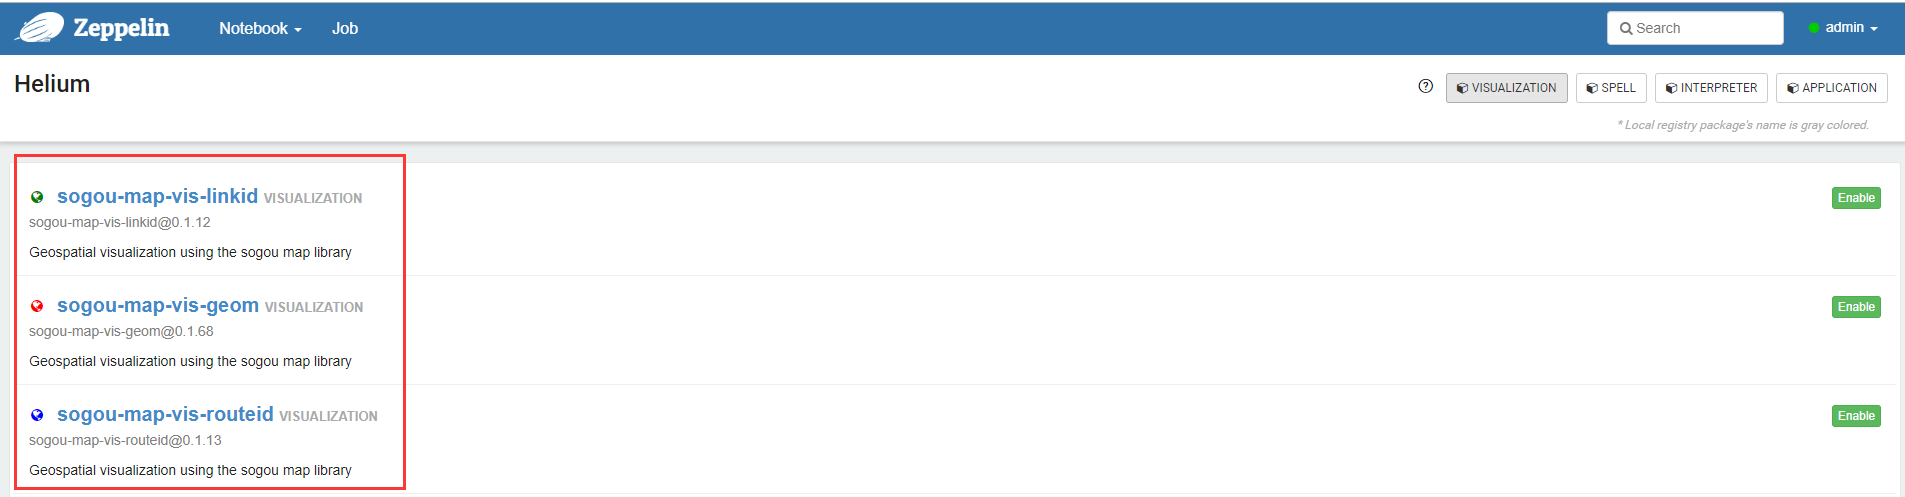 Zeppelin Notebook Job Search admin
Helium
VISUALIZATION SPELL INTERPRETER APPLICATION
* Local registry package's name is gray colored.
sogou-map-vis-linkid VISUALIZATION Enable
sogou-map-vis-linkid@0.1.12
Geospatial visualization using the sogou map library
sogou-map-vis-geom VISUALIZATION Enable
sogou-map-vis-geom@0.1.68
Geospatial visualization using the sogou map library
sogou-map-vis-routeid VISUALIZATION Enable
sogou-map-vis-routeid@0.1.13
Geospatial visualization using the sogou map library